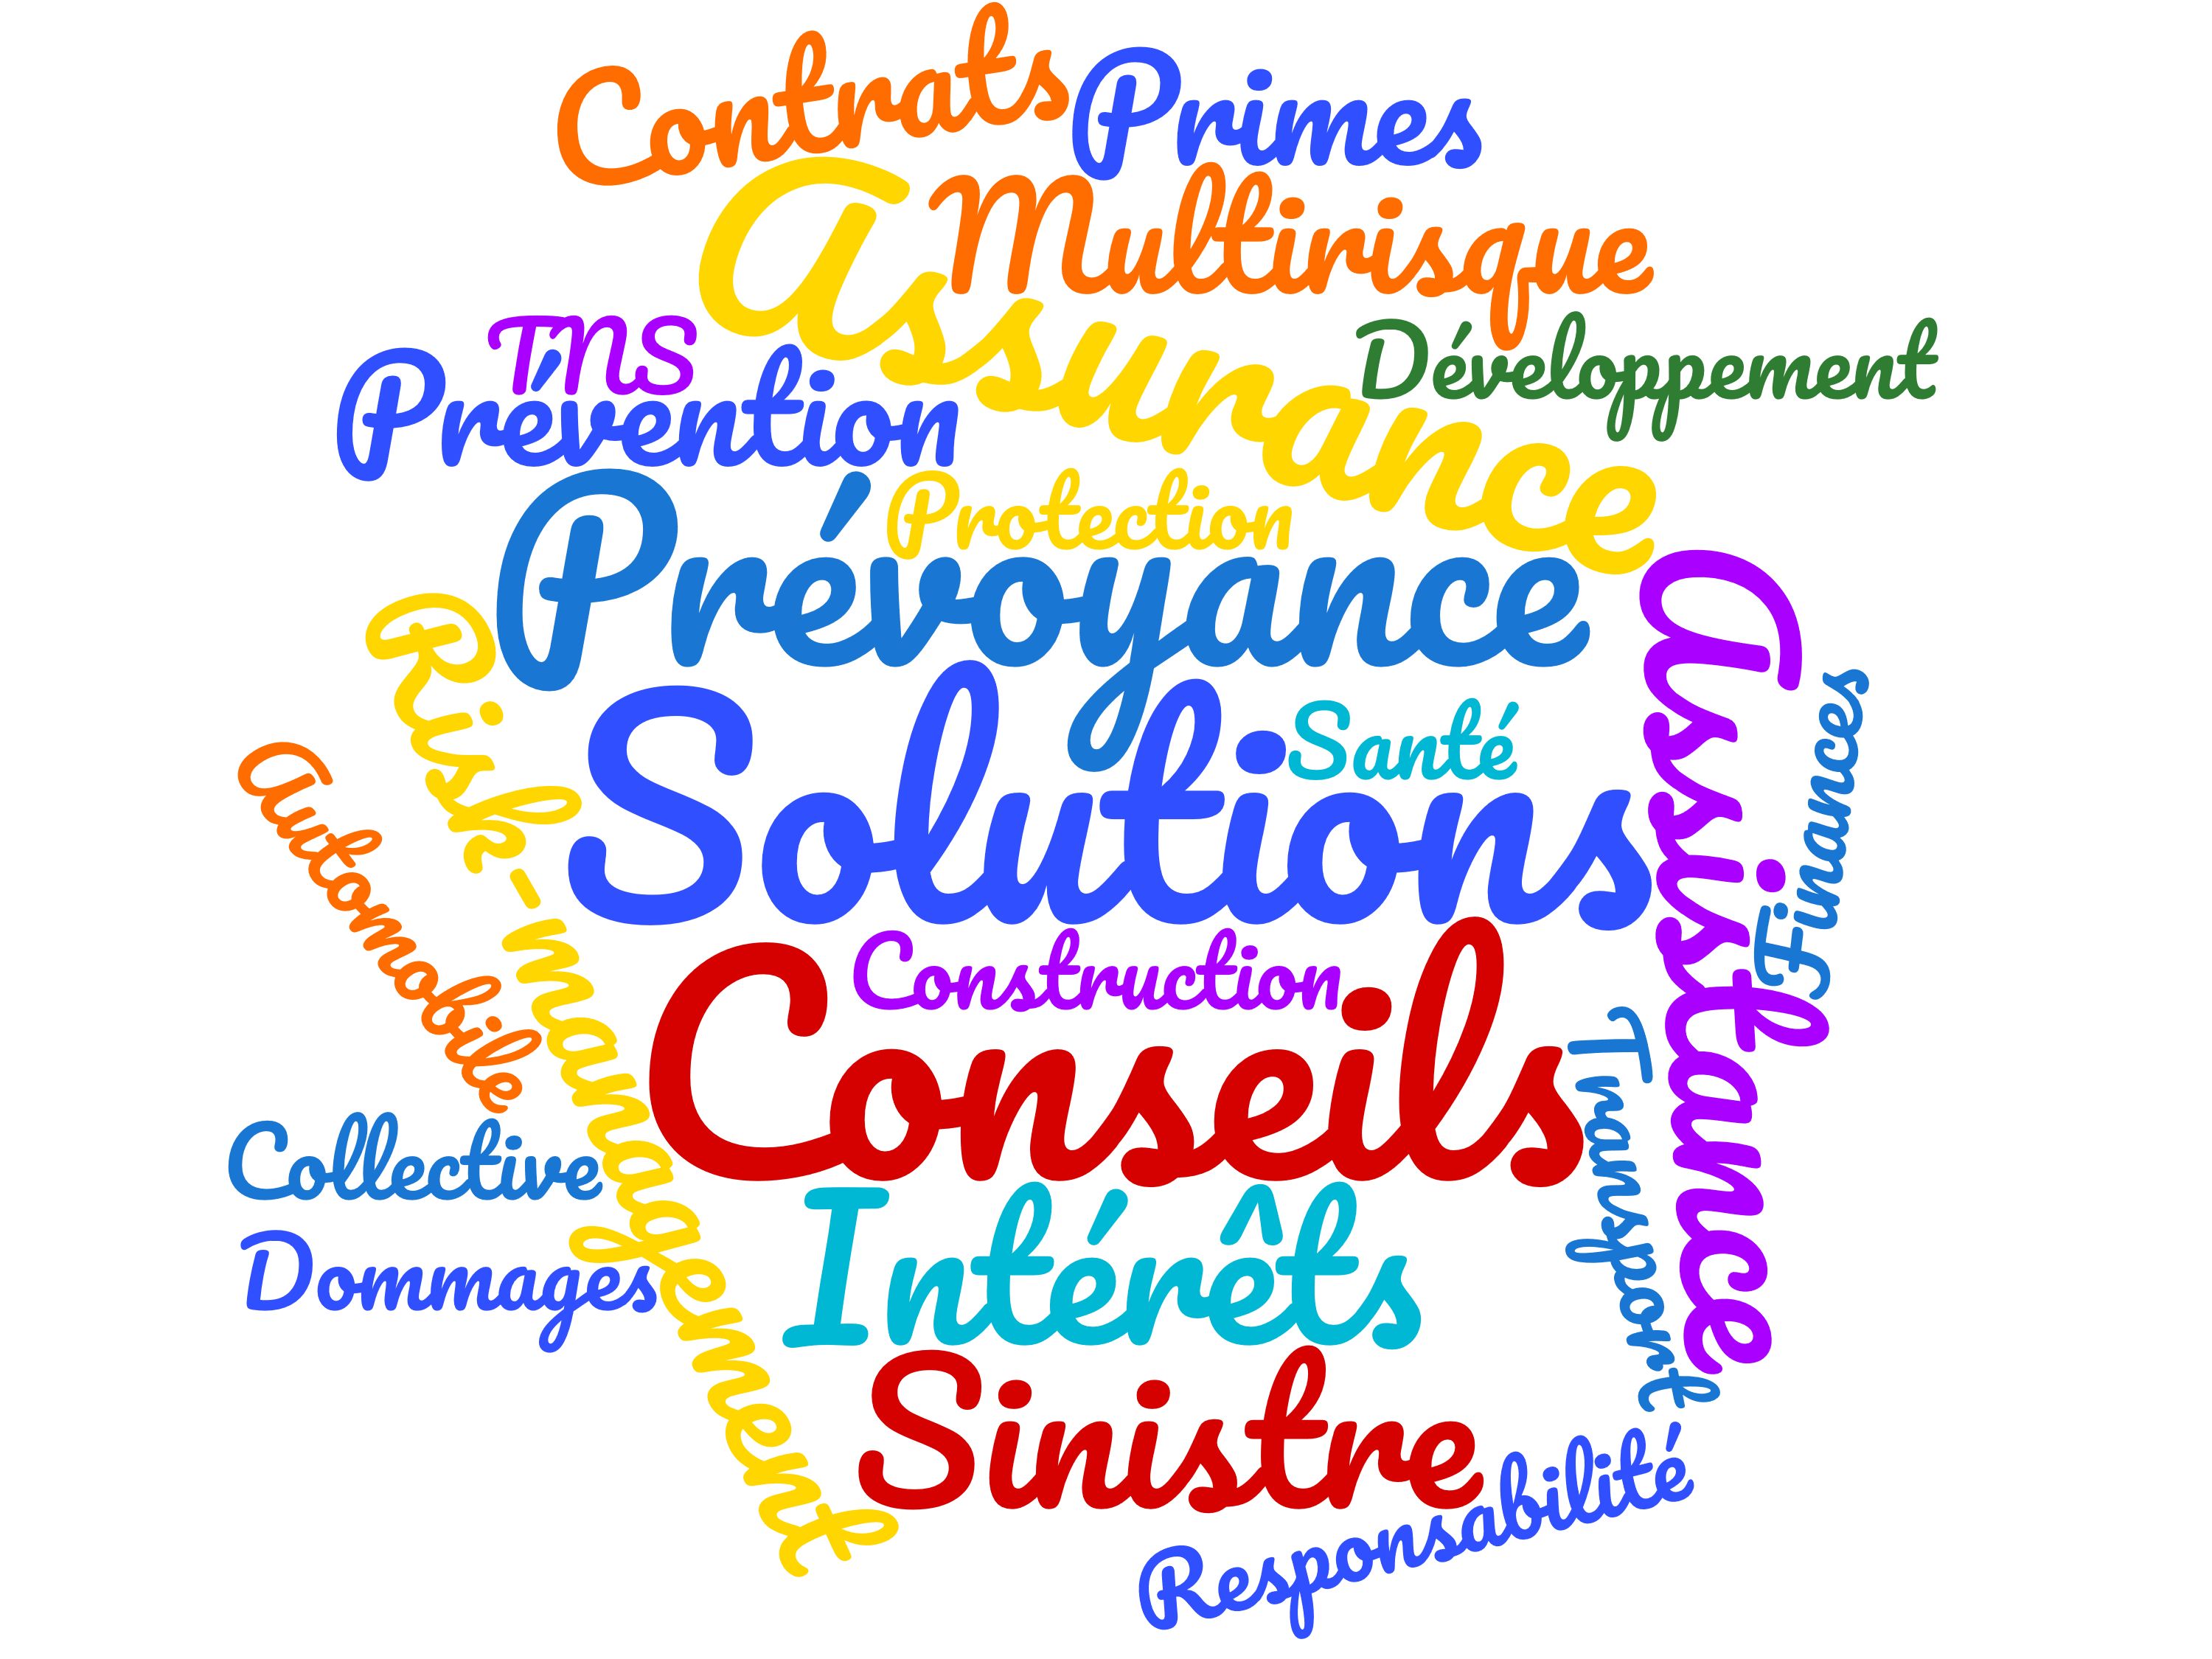 Contrats
Primes
Assurance
Multirisque
TNS
Développement
Prévention
Protection
Prévoyance
Assistance
Risk-management
Solutions
Santé
Finances
Automobile
Construction
Conseils
Transport
Collective
Intérêts
Dommages
Sinistre
Responsabilité